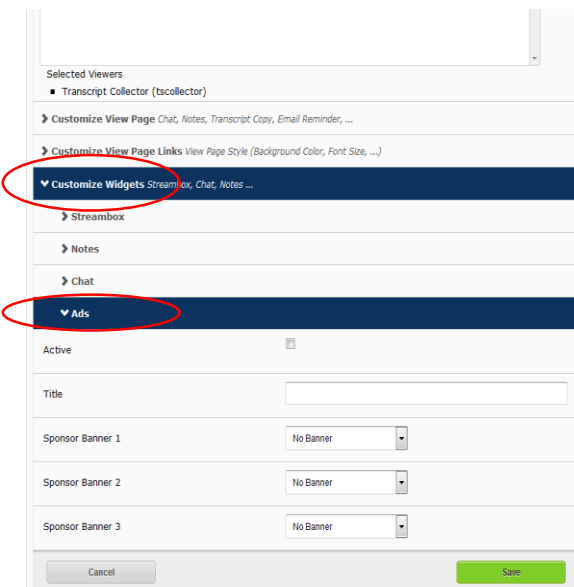 Selected Viewers
Transcript Collector (tscollector)
Customize View Page Chat, Notes, Transcript Copy, Email Reminder, ...
Customize View Page Links View Page Style (Background Color, Font Size, ...)
Customize Widgets Streambox, Chat, Notes ...
Streambox
Notes
Chat
Ads
Active
Title
Sponsor Banner 1 No Banner
Sponsor Banner 2 No Banner
Sponsor Banner 3 No Banner
Cancel Save